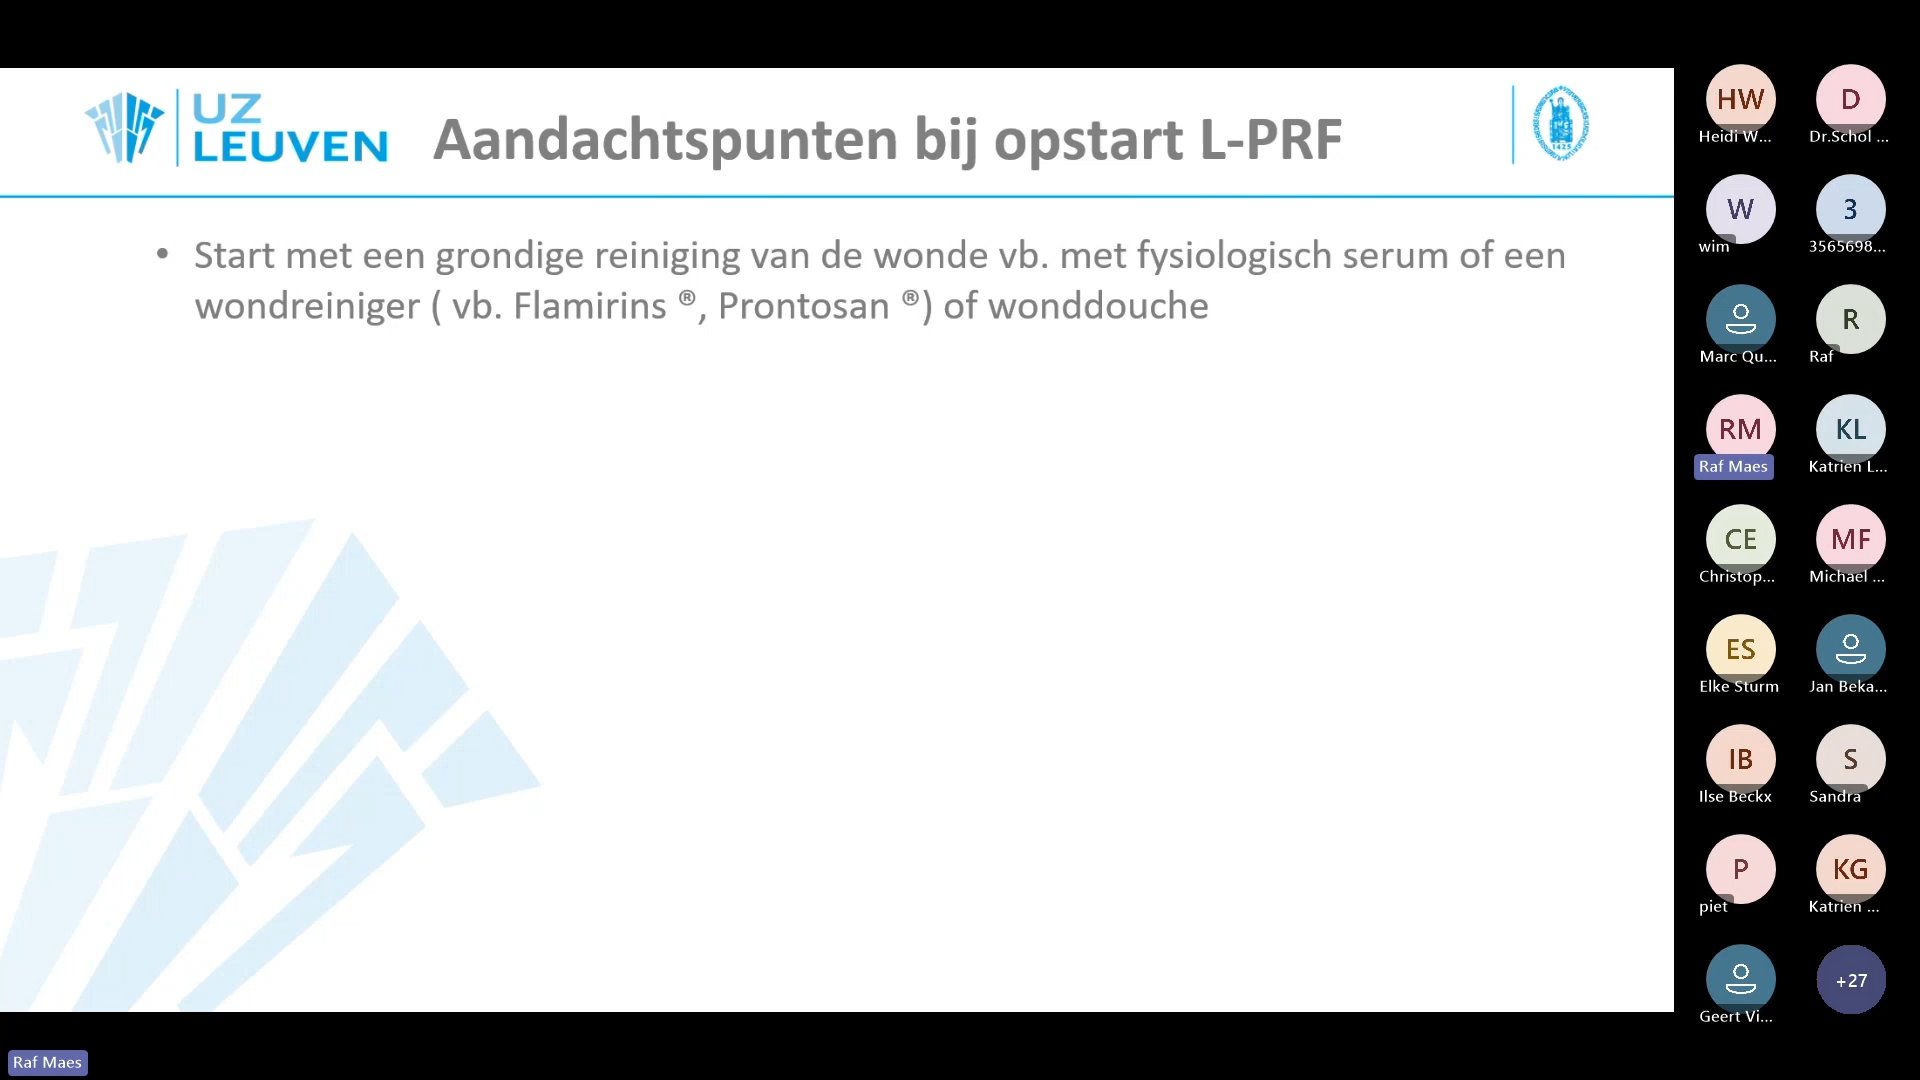 UZ
LEUVEN
Aandachtspunten bij opstart L-PRF
1425
• Start met een grondige reiniging van de wonde vb. met fysiologisch serum of een
wondreiniger ( vb. Flamirins ®, Prontosan ®) of wonddouche
HW
Heidi W...
D
Dr.Schol ...
W
wim
3
3565698...
Marc Qu...
R
Raf
RM
Raf Maes
KL
Katrien L...
CE
Christop...
MF
Michael ...
ES
Elke Sturm
Jan Beka...
IB
Ilse Beckx
S
Sandra
P
piet
KG
Katrien ...
Geert Vi...
+27
Raf Maes